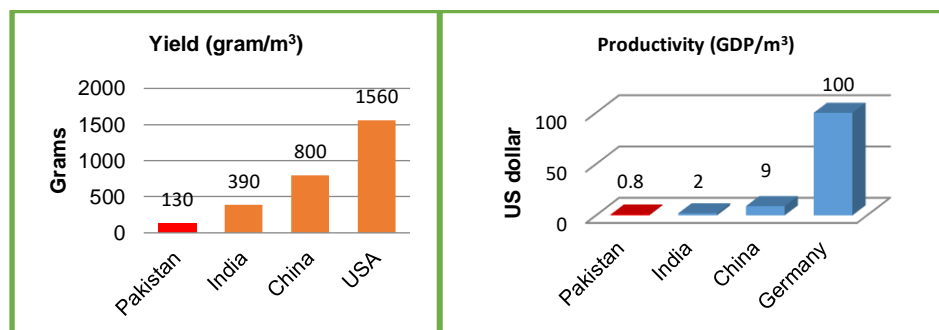 Yield (gram/m³)
Grams
2000
1500
1000
500
0
130
390
800
1560
Pakistan
India
China
USA
Productivity (GDP/m³)
US dollar
100
50
0
0.8
2
9
100
Pakistan
India
China
Germany